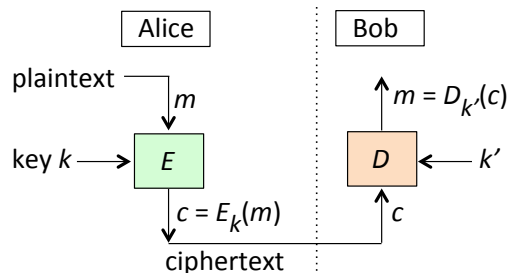 Alice
Bob
plaintext
m
m = D_k’(c)
key k
E
D
k’
c = E_k(m)
c
ciphertext